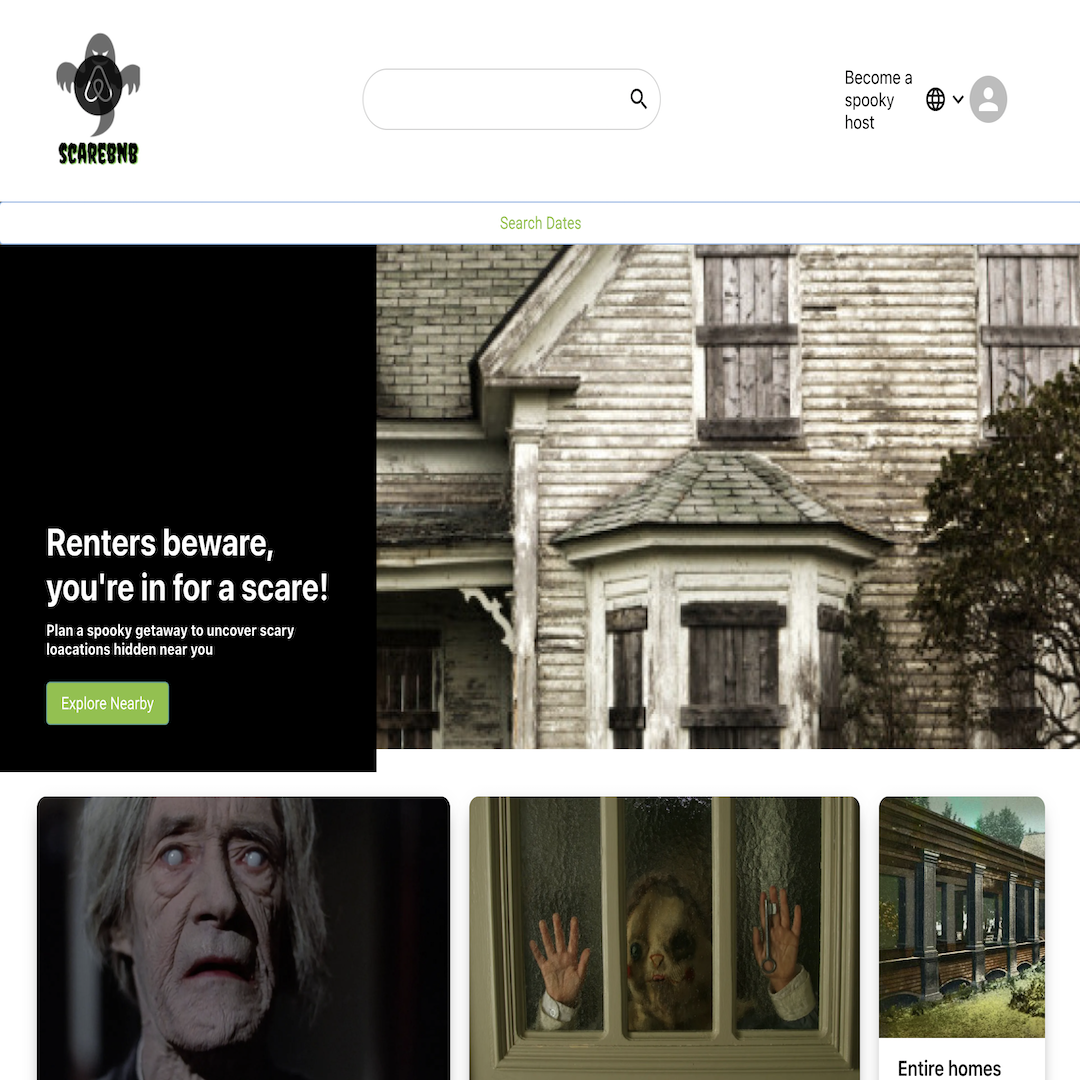 SCAREBNB
Become a
spooky
host
Search Dates
Renters beware,
you're in for a scare!
Plan a spooky getaway to uncover scary
loacations hidden near you
Explore Nearby
Entire homes